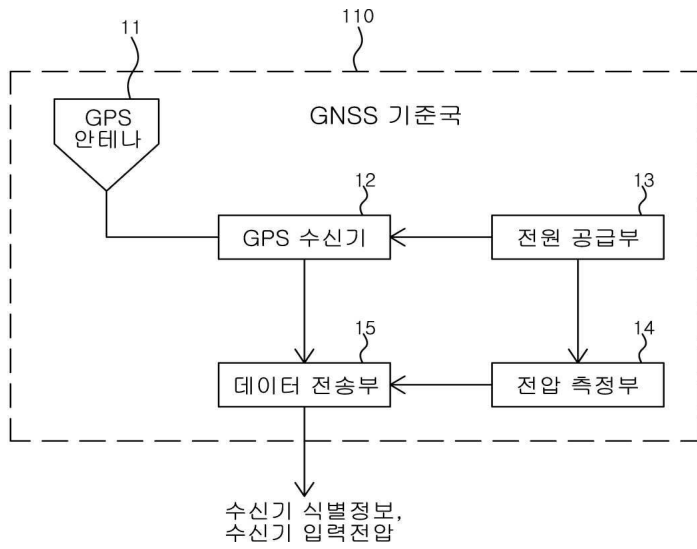 11
110
GPS
안테나
GNSS 기준국
12
13
GPS 수신기
전원 공급부
15
14
데이터 전송부
전압 측정부
수신기 식별정보,
수신기 입력전압